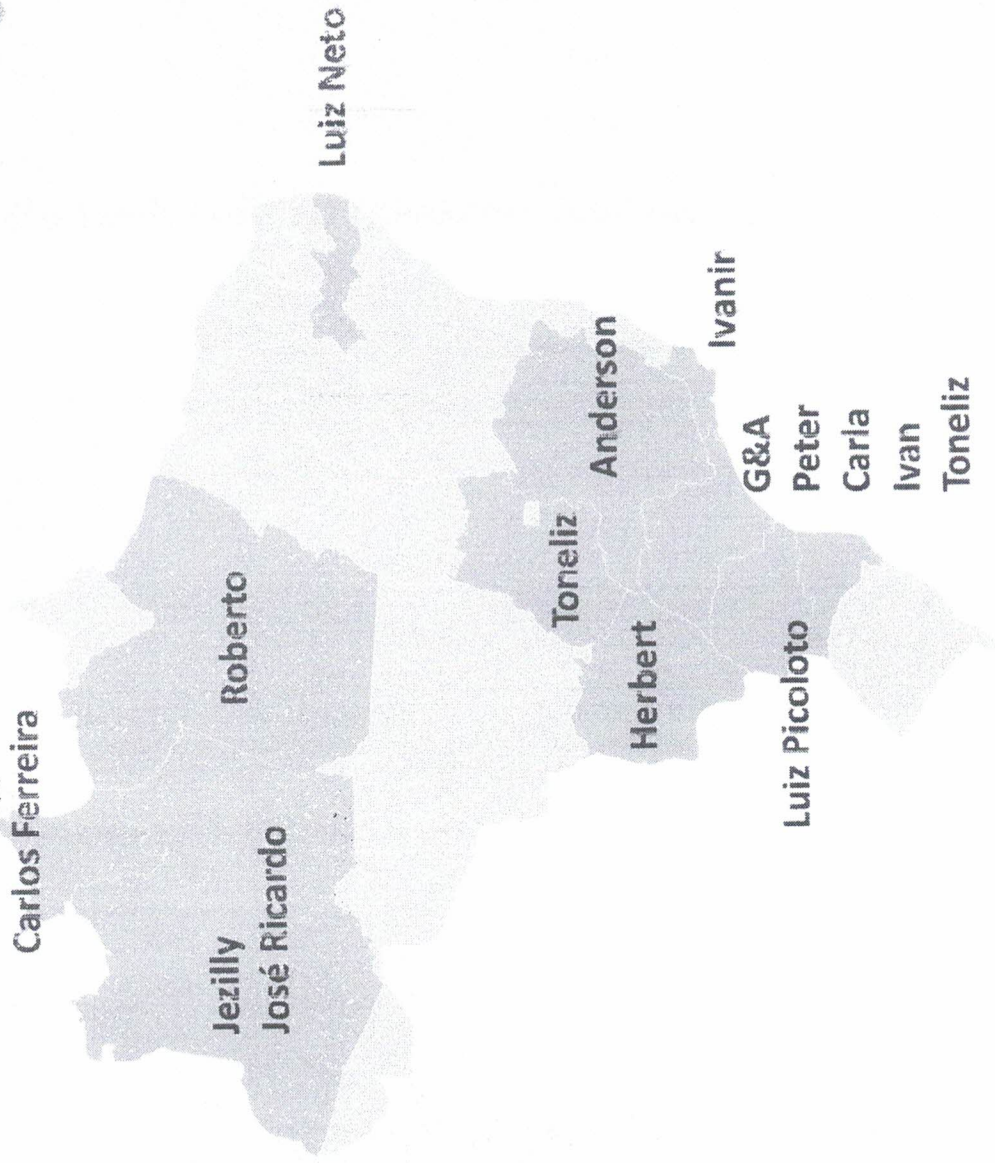 Carlos Ferreira
Jezilly
José Ricardo
Roberto
Luiz Neto
Toneliz
Anderson
Herbert
Ivanir
Luiz Picoloto
G&A
Peter
Carla
Ivan
Toneliz